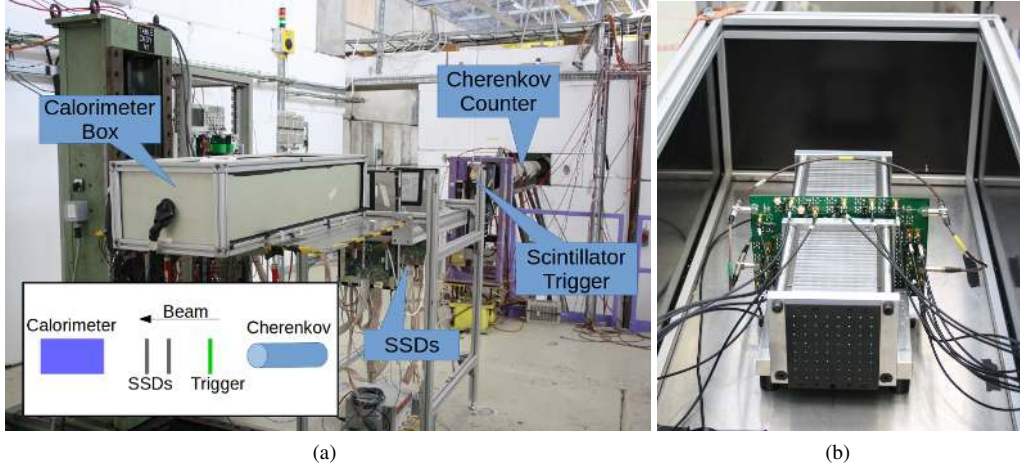 Calorimeter
Box
Cherenkov
Counter
Scintillator
Trigger
SSDs
Beam
Calorimeter
Cherenkov
SSDs
Trigger
(a)
(b)